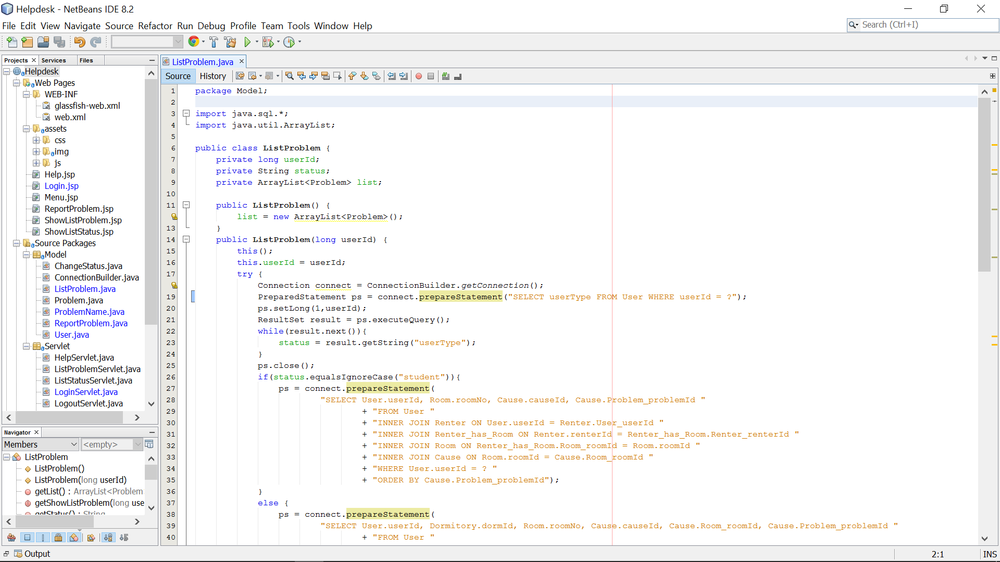 Helpdesk - NetBeans IDE 8.2
File Edit View Navigate Source Refactor Run Debug Profile Team Tools Window Help
Search (Ctrl+I)
Projects Services Files
Helpdesk
Web Pages
WEB-INF
glassfish-web.xml
web.xml
assets
css
img
js
Help.jsp
Login.jsp
Menu.jsp
ReportProblem.jsp
ShowListProblem.jsp
ShowListStatus.jsp
Source Packages
Model
ChangeStatus.java
ConnectionBuilder.java
ListProblem.java
Problem.java
ProblemName.java
ReportProblem.java
User.java
Servlet
HelpServlet.java
ListProblemServlet.java
ListStatusServlet.java
LoginServlet.java
LogoutServlet.java
Navigator
Members <empty>
ListProblem
ListProblem()
ListProblem(long userId)
getList() : ArrayList<Problem
getShowListProblem(long use
getStatus() : String
ListProblem.java
Source History
1 package Model;
2
3 import java.sql.*;
4 import java.util.ArrayList;
5
6 public class ListProblem {
7 private long userId;
8 private String status;
9 private ArrayList<Problem> list;
10
11 public ListProblem() {
list = new ArrayList<Problem>();
13 }
14 public ListProblem(long userId) {
15 this();
16 this.userId = userId;
17 try {
Connection connect = ConnectionBuilder.getConnection();
19 PreparedStatement ps = connect.prepareStatement("SELECT userType FROM User WHERE userId = ?");
20 ps.setLong(1,userId);
21 ResultSet result = ps.executeQuery();
22 while(result.next()){
23 status = result.getString("userType");
24 }
25 ps.close();
26 if(status.equalsIgnoreCase("student")){
27 ps = connect.prepareStatement(
28 "SELECT User.userId, Room.roomNo, Cause.causeId, Cause.Problem_problemId "
29 + "FROM User "
30 + "INNER JOIN Renter ON User.userId = Renter.User_userId "
31 + "INNER JOIN Renter_has_Room ON Renter.renterId = Renter_has_Room.Renter_renterId "
32 + "INNER JOIN Room ON Renter_has_Room.Room_roomId = Room.roomId "
33 + "INNER JOIN Cause ON Room.roomId = Cause.Room_roomId "
34 + "WHERE User.userId = ? "
35 + "ORDER BY Cause.Problem_problemId");
36 }
37 else {
38 ps = connect.prepareStatement(
39 "SELECT User.userId, Dormitory.dormId, Room.roomNo, Cause.causeId, Cause.Room_roomId, Cause.Problem_problemId "
40 + "FROM User "
Output
2:1 INS